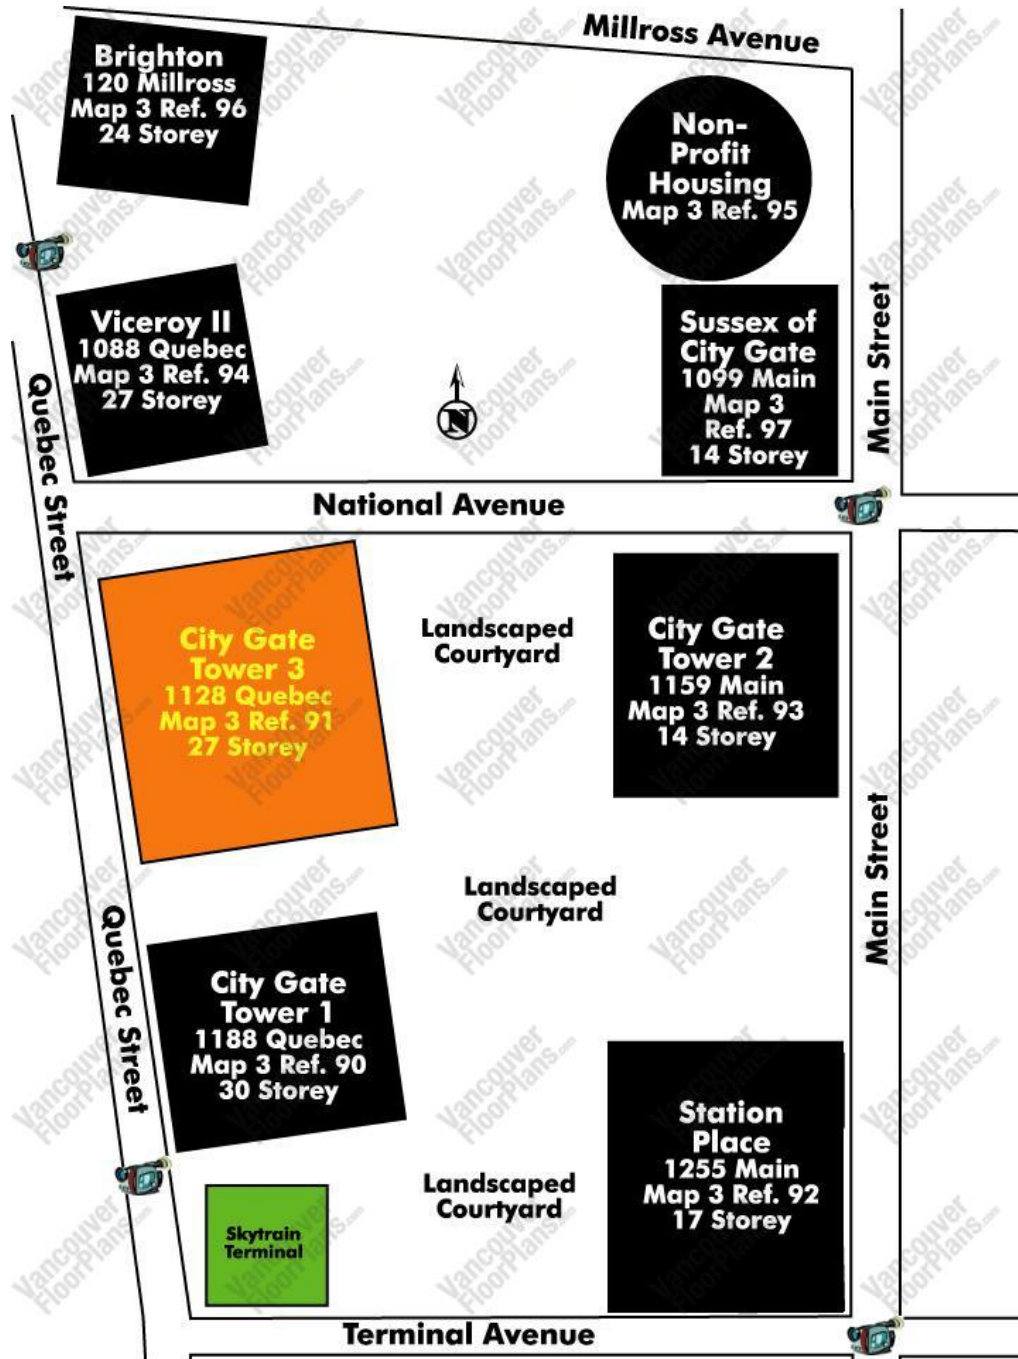 Millross Avenue
Brighton
120 Millross
Map 3 Ref. 96
24 Storey
Non-
Profit
Housing
Map 3 Ref. 95
Viceroy II
1088 Quebec
Map 3 Ref. 94
27 Storey
Sussex of
City Gate
1099 Main
Map 3
Ref. 97
14 Storey
Main Street
Quebec Street
N
National Avenue
City Gate
Tower 3
1128 Quebec
Map 3 Ref. 91
27 Storey
Landscaped
Courtyard
City Gate
Tower 2
1159 Main
Map 3 Ref. 93
14 Storey
Main Street
Landscaped
Courtyard
Quebec Street
City Gate
Tower 1
1188 Quebec
Map 3 Ref. 90
30 Storey
Station
Place
1255 Main
Map 3 Ref. 92
17 Storey
Landscaped
Courtyard
Skytrain
Terminal
Terminal Avenue
Vancouver
FloorPlans.com